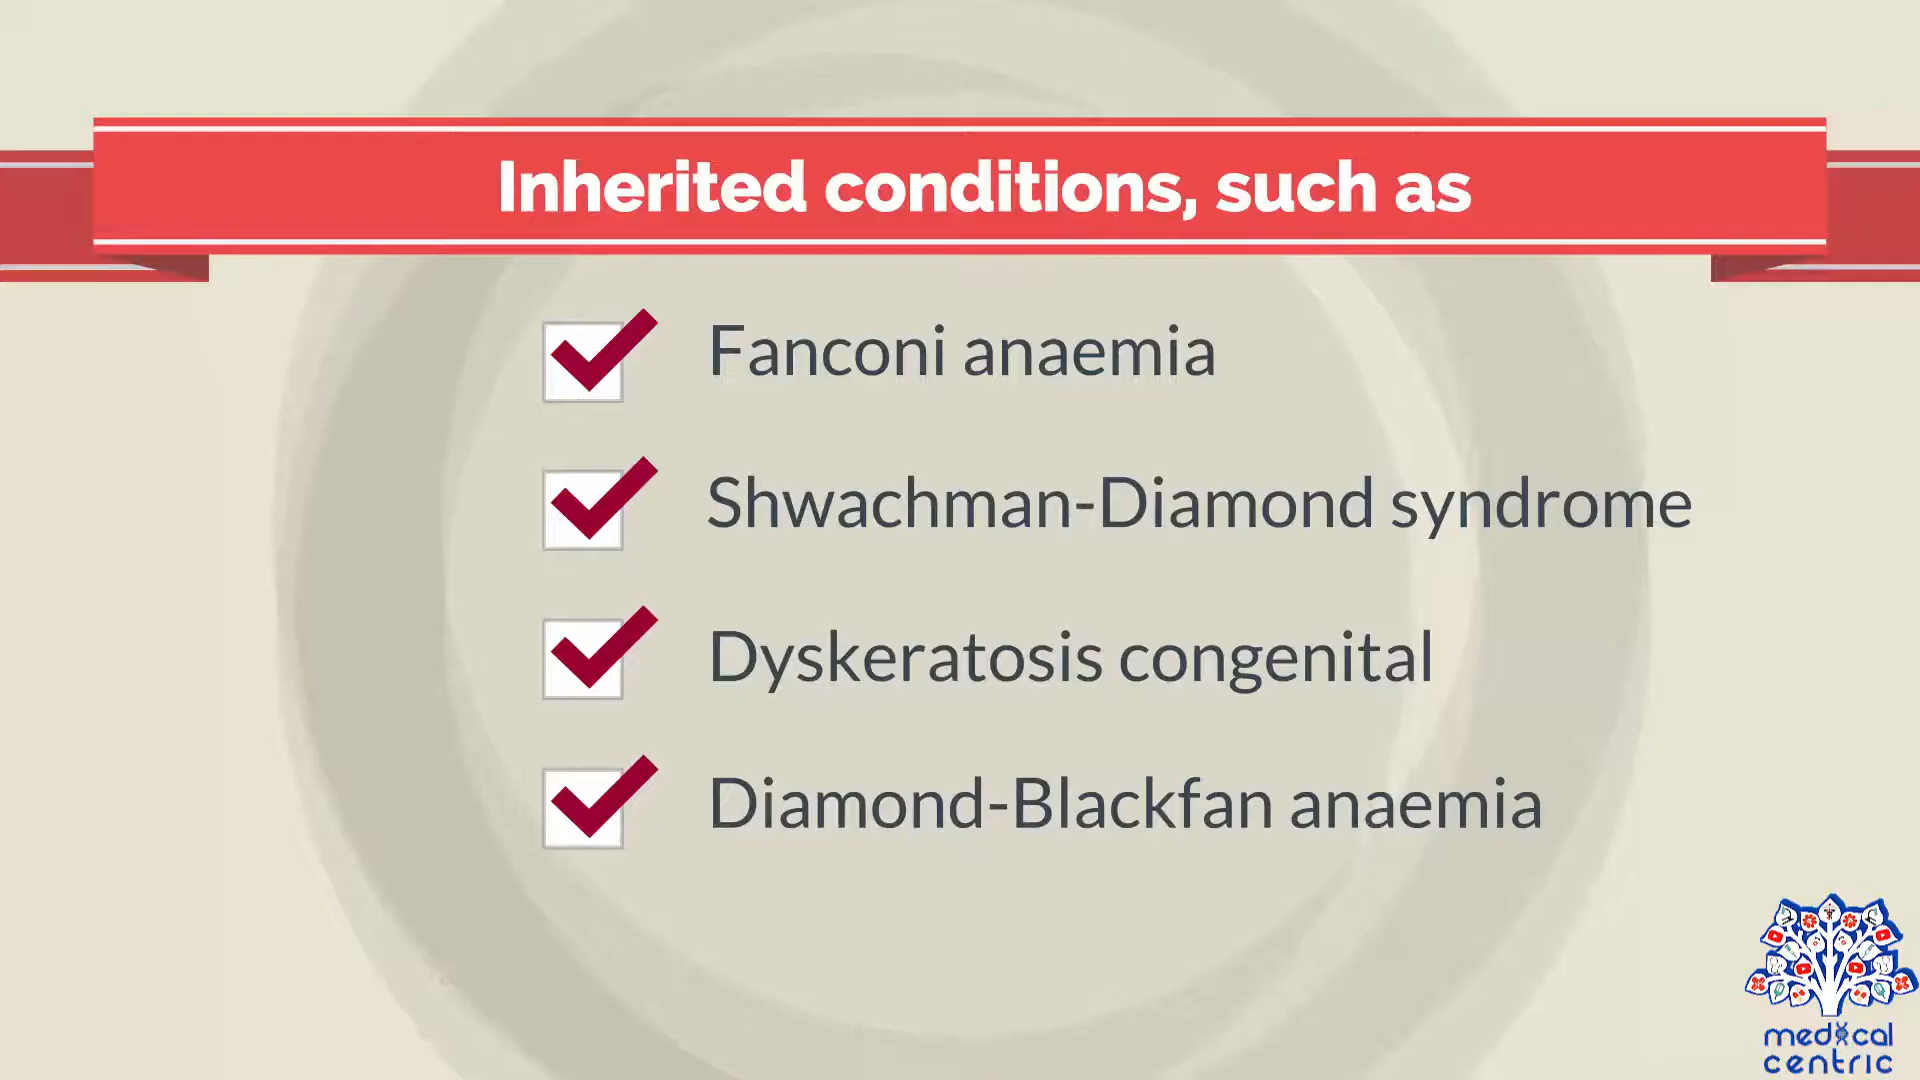 Inherited conditions, such as
Fanconi anaemia
Shwachman-Diamond syndrome
Dyskeratosis congenital
Diamond-Blackfan anaemia
medical
centric